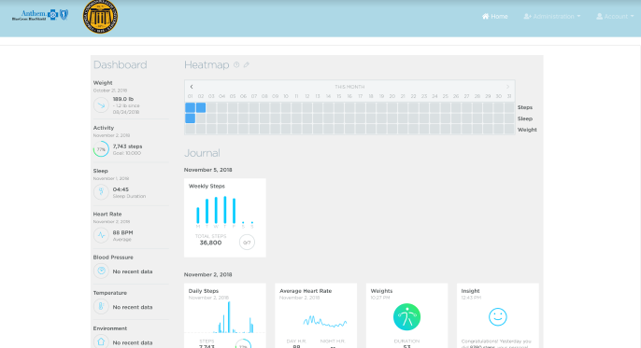 Anthem
BlueCross BlueShield
Home
Administration
Account
Dashboard
Heatmap
Weight
October 21, 2018
169.0 lb
- 1.2 lb since
09/24/2018
THIS MONTH
01 02 03 04 05 06 07 08 09 10 11 12 13 14 15 16 17 18 19 20 21 22 23 24 25 26 27 28 29 30 31
Steps
Sleep
Weight
Activity
November 2, 2018
77%
7,743 steps
Goal: 10,000
Sleep
November 1, 2018
04:45
Sleep Duration
Heart Rate
November 2, 2018
88 BPM
Average
Blood Pressure
No recent data
Temperature
No recent data
Environment
No recent data
Journal
November 5, 2018
Weekly Steps
M T W T F S S
TOTAL STEPS
36,800
November 2, 2018
Daily Steps
November 2, 2018
STEPS
7,743
77%
Average Heart Rate
November 2, 2018
DAY H.R.
88
NIGHT H.R.
--
Weights
10:27 PM
DURATION
53
Insight
12:45 PM
Congratulations! Yesterday you